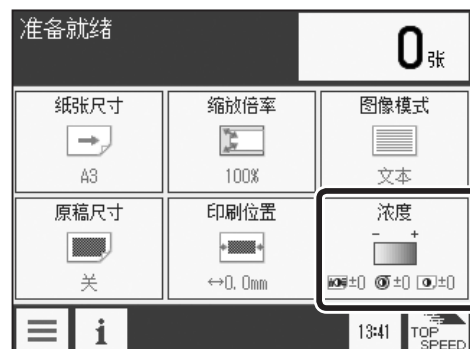 准备就绪
0张
纸张尺寸 缩放倍率 图像模式
A3 100% 文本
原稿尺寸 印刷位置 浓度
- +
关 ↔0.0mm ±0 ±0 ±0
i 13:41 TOP
SPEED